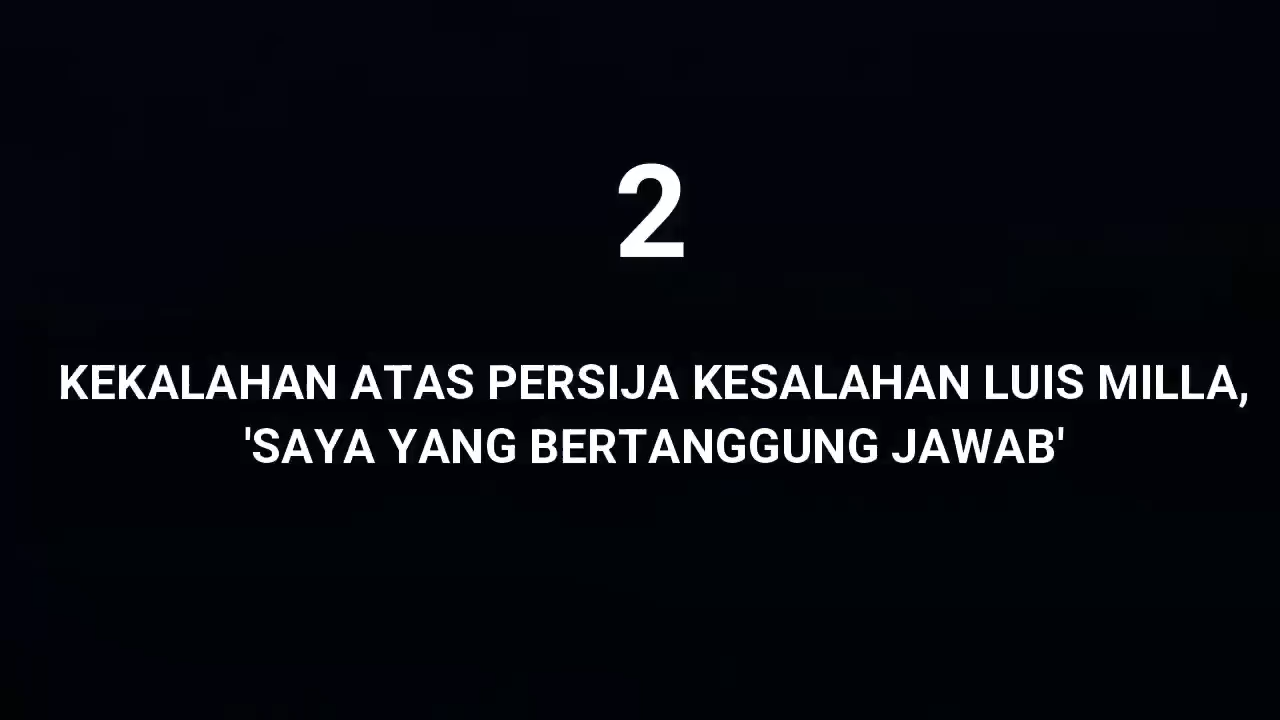 2
KEKALAHAN ATAS PERSIJA KESALAHAN LUIS MILLA,
'SAYA YANG BERTANGGUNG JAWAB'